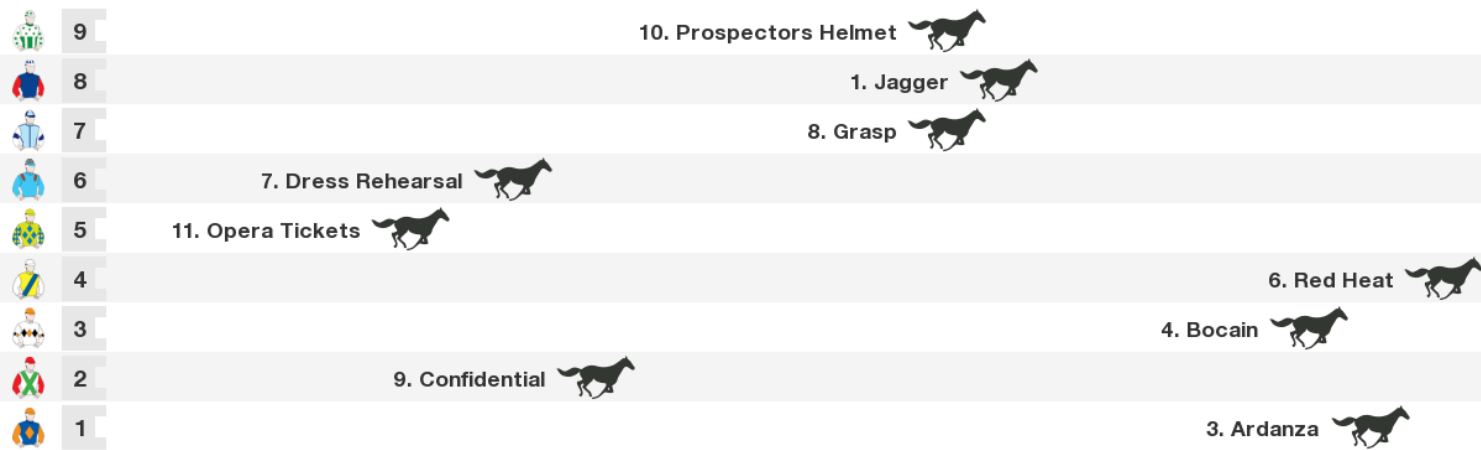 9 10. Prospectors Helmet
8 1. Jagger
7 8. Grasp
6 7. Dress Rehearsal
5 11. Opera Tickets
4 6. Red Heat
3 4. Bocain
2 9. Confidential
1 3. Ardanza